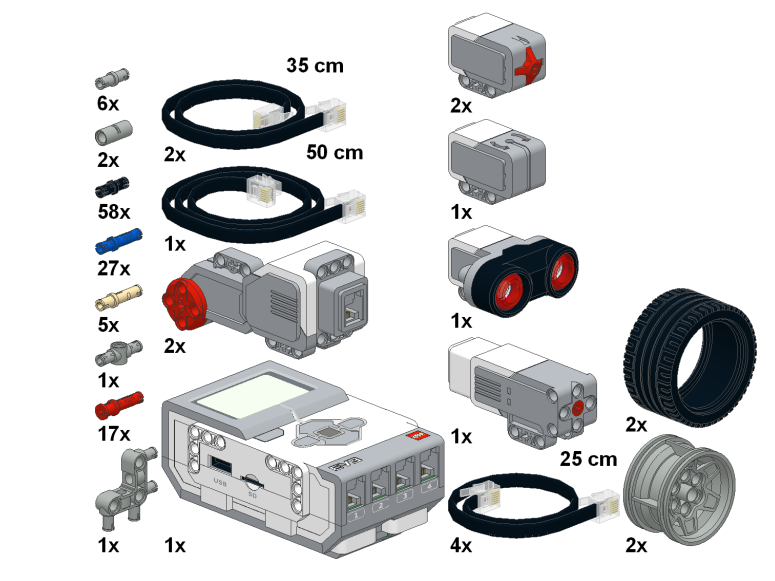 6x
2x
58x
27x
5x
1x
17x
1x
35 cm
2x
50 cm
1x
2x
USB
SD
1 2 3 4
1x
2x
1x
1x
1x
25 cm
4x
2x
2x